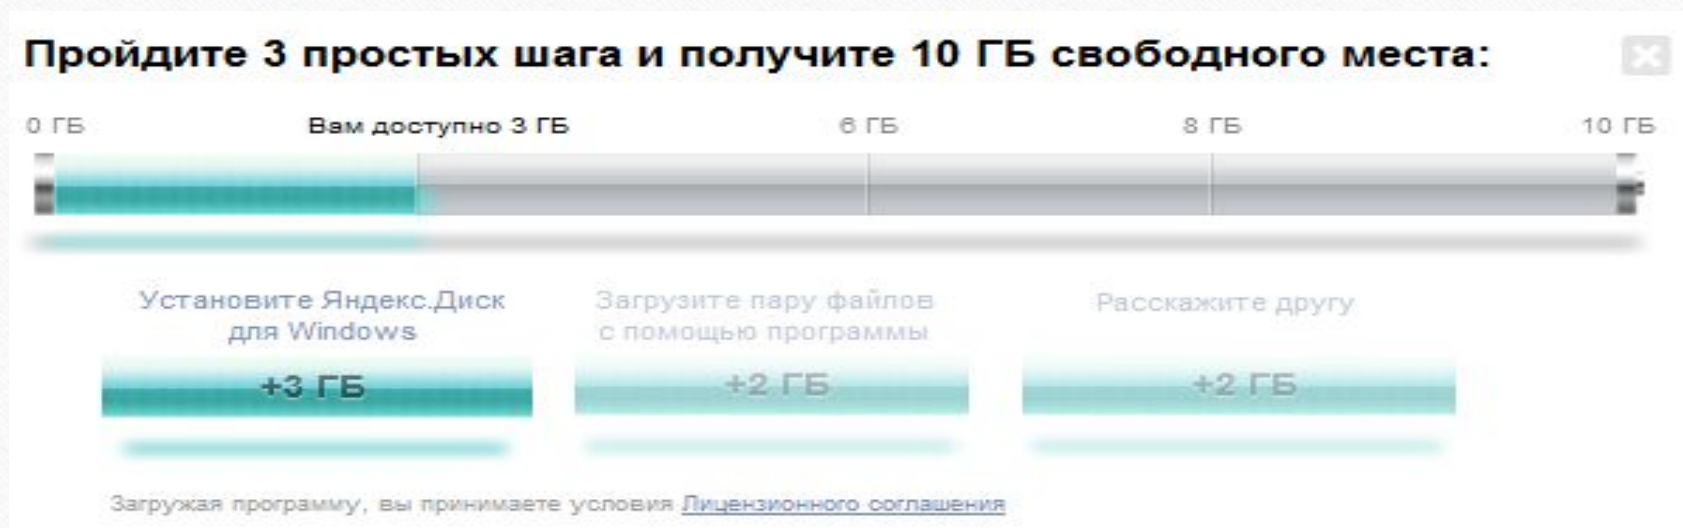 Пройдите 3 простых шага и получите 10 ГБ свободного места:
0 ГБ Вам доступно 3 ГБ 6 ГБ 8 ГБ 10 ГБ
Установите Яндекс.Диск
для Windows
+3 ГБ
Загрузите пару файлов
с помощью программы
+2 ГБ
Расскажите другу
+2 ГБ
Загружая программу, вы принимаете условия Лицензионного соглашения